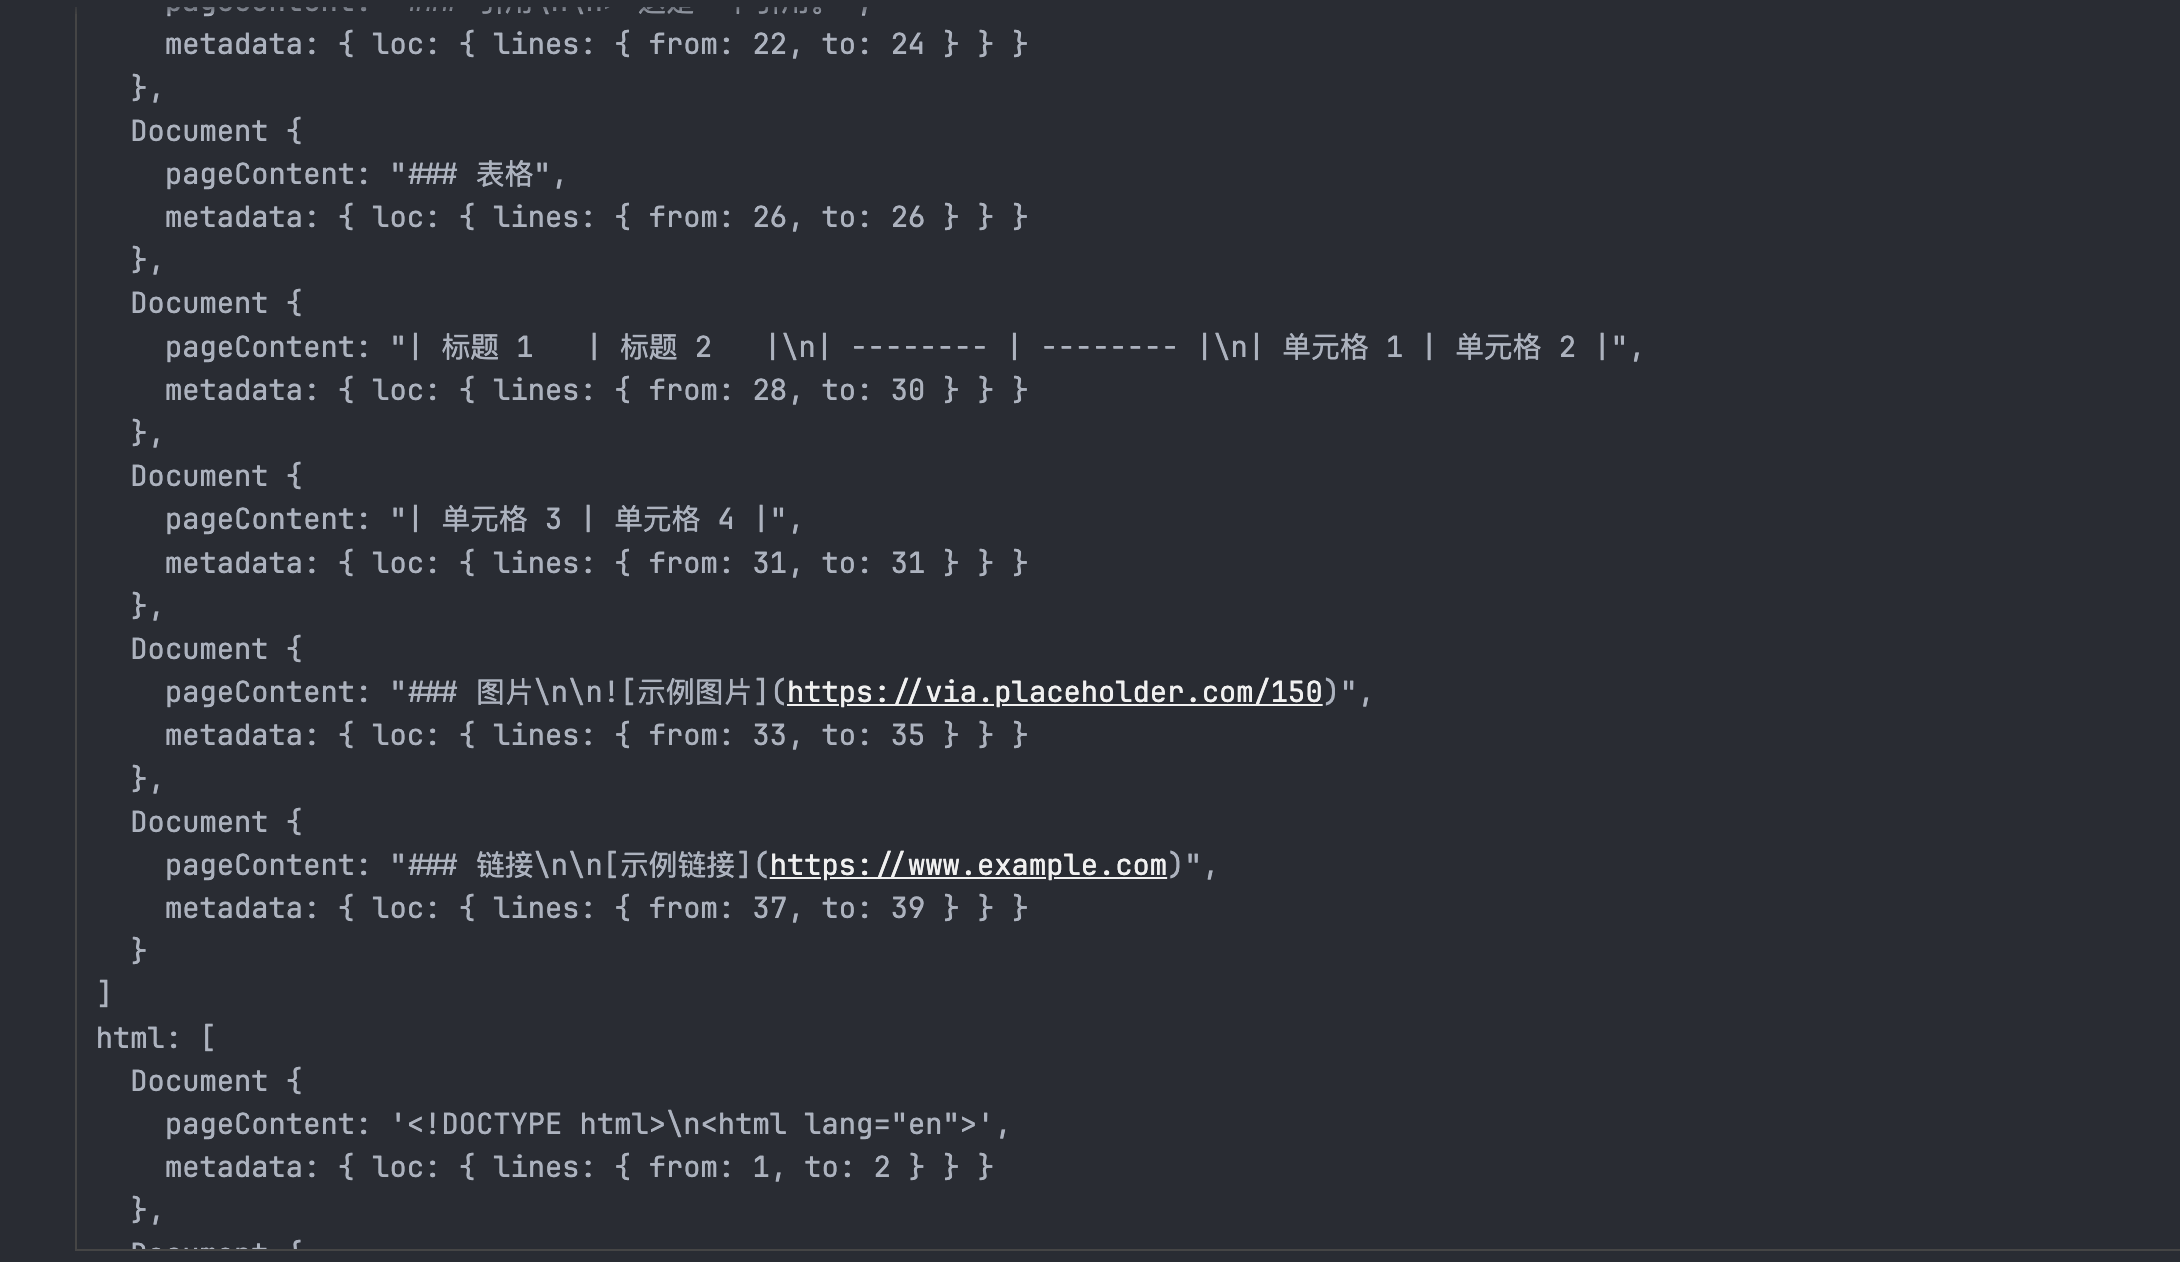 metadata: { loc: { lines: { from: 22, to: 24 } } }
},
Document {
pageContent: "### 表格",
metadata: { loc: { lines: { from: 26, to: 26 } } }
},
Document {
pageContent: "| 标题 1   | 标题 2   |\n| -------- | -------- |\n| 单元格 1 | 单元格 2 |",
metadata: { loc: { lines: { from: 28, to: 30 } } }
},
Document {
pageContent: "| 单元格 3 | 单元格 4 |",
metadata: { loc: { lines: { from: 31, to: 31 } } }
},
Document {
pageContent: "### 图片\n\n![示例图片](https://via.placeholder.com/150)",
metadata: { loc: { lines: { from: 33, to: 35 } } }
},
Document {
pageContent: "### 链接\n\n[示例链接](https://www.example.com)",
metadata: { loc: { lines: { from: 37, to: 39 } } }
}
]
html: [
Document {
pageContent: '<!DOCTYPE html>\n<html lang="en">',
metadata: { loc: { lines: { from: 1, to: 2 } } }
},